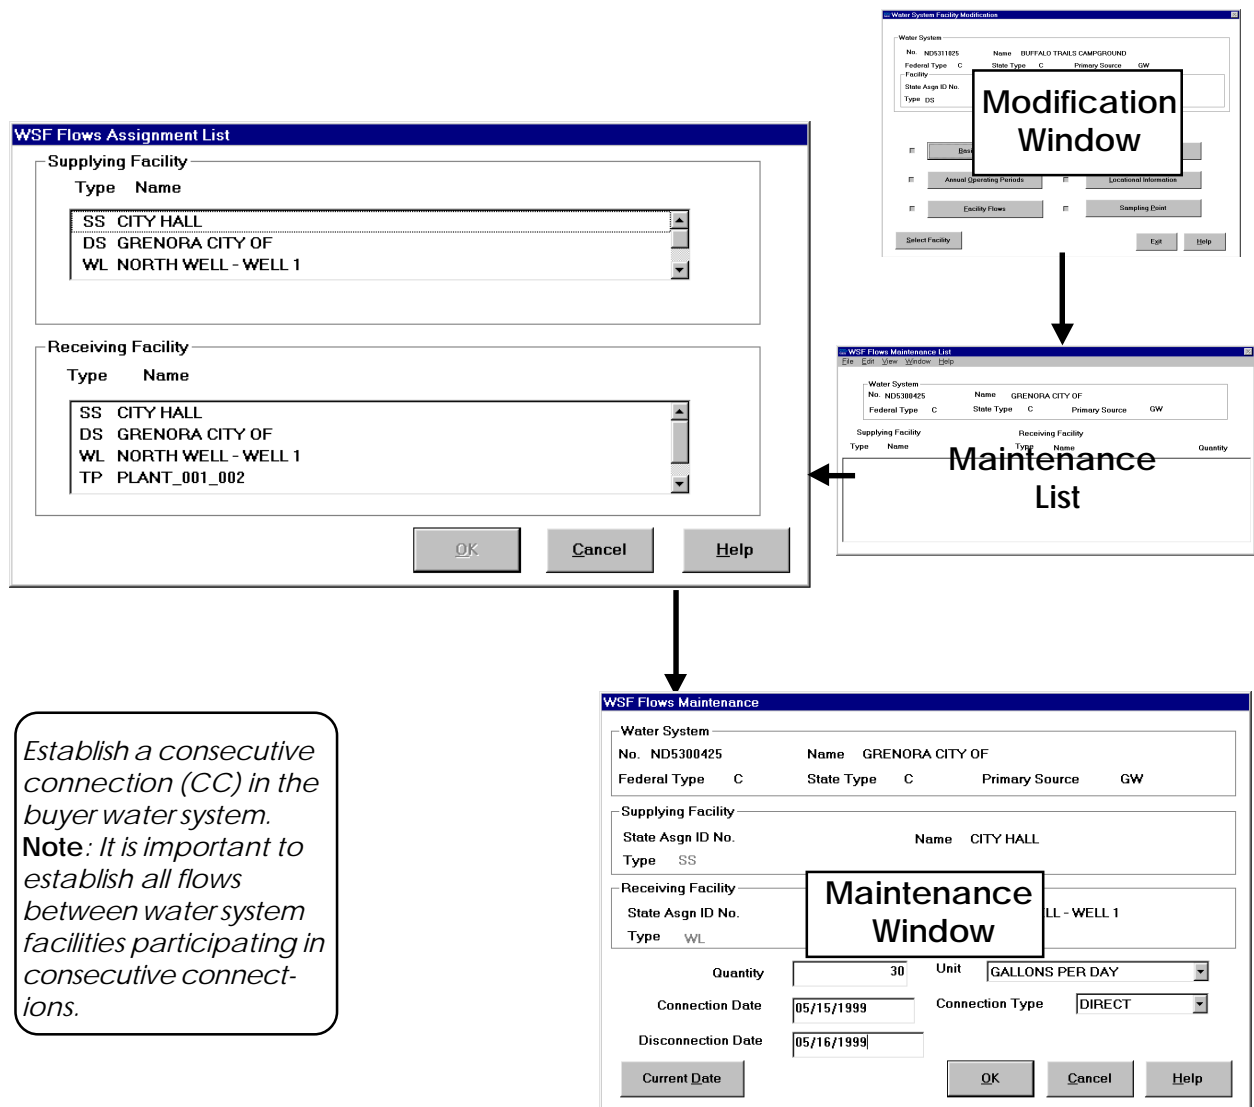 Water System Facility Modification
Water System
No. ND5311025 Name BUFFALO TRAILS CAMPGROUND
Federal Type C State Type C Primary Source GW
Facility
State Asgn ID No.
Type DS
Modification
Window
Annual Operating Periods Locational Information
Facility Flows Sampling Point
Select Facility Exit Help
WSF Flows Assignment List
Supplying Facility
Type Name
SS CITY HALL
DS GRENORA CITY OF
WL NORTH WELL - WELL 1
Receiving Facility
Type Name
SS CITY HALL
DS GRENORA CITY OF
WL NORTH WELL - WELL 1
TP PLANT_001_002
OK Cancel Help
WSF Flows Maintenance List
File Edit View Window Help
Water System
No. ND5300425 Name GRENORA CITY OF
Federal Type C State Type C Primary Source GW
Supplying Facility Receiving Facility
Type Name Type Name Quantity
Maintenance
List
Establish a consecutive
connection (CC) in the
buyer water system.
Note: It is important to
establish all flows
between water system
facilities participating in
consecutive connect-
ions.
WSF Flows Maintenance
Water System
No. ND5300425 Name GRENORA CITY OF
Federal Type C State Type C Primary Source GW
Supplying Facility
State Asgn ID No. Name CITY HALL
Type SS
Receiving Facility
State Asgn ID No. LL - WELL 1
Type WL
Maintenance
Window
Quantity 30 Unit GALLONS PER DAY
Connection Date 05/15/1999 Connection Type DIRECT
Disconnection Date 05/16/1999
Current Date OK Cancel Help